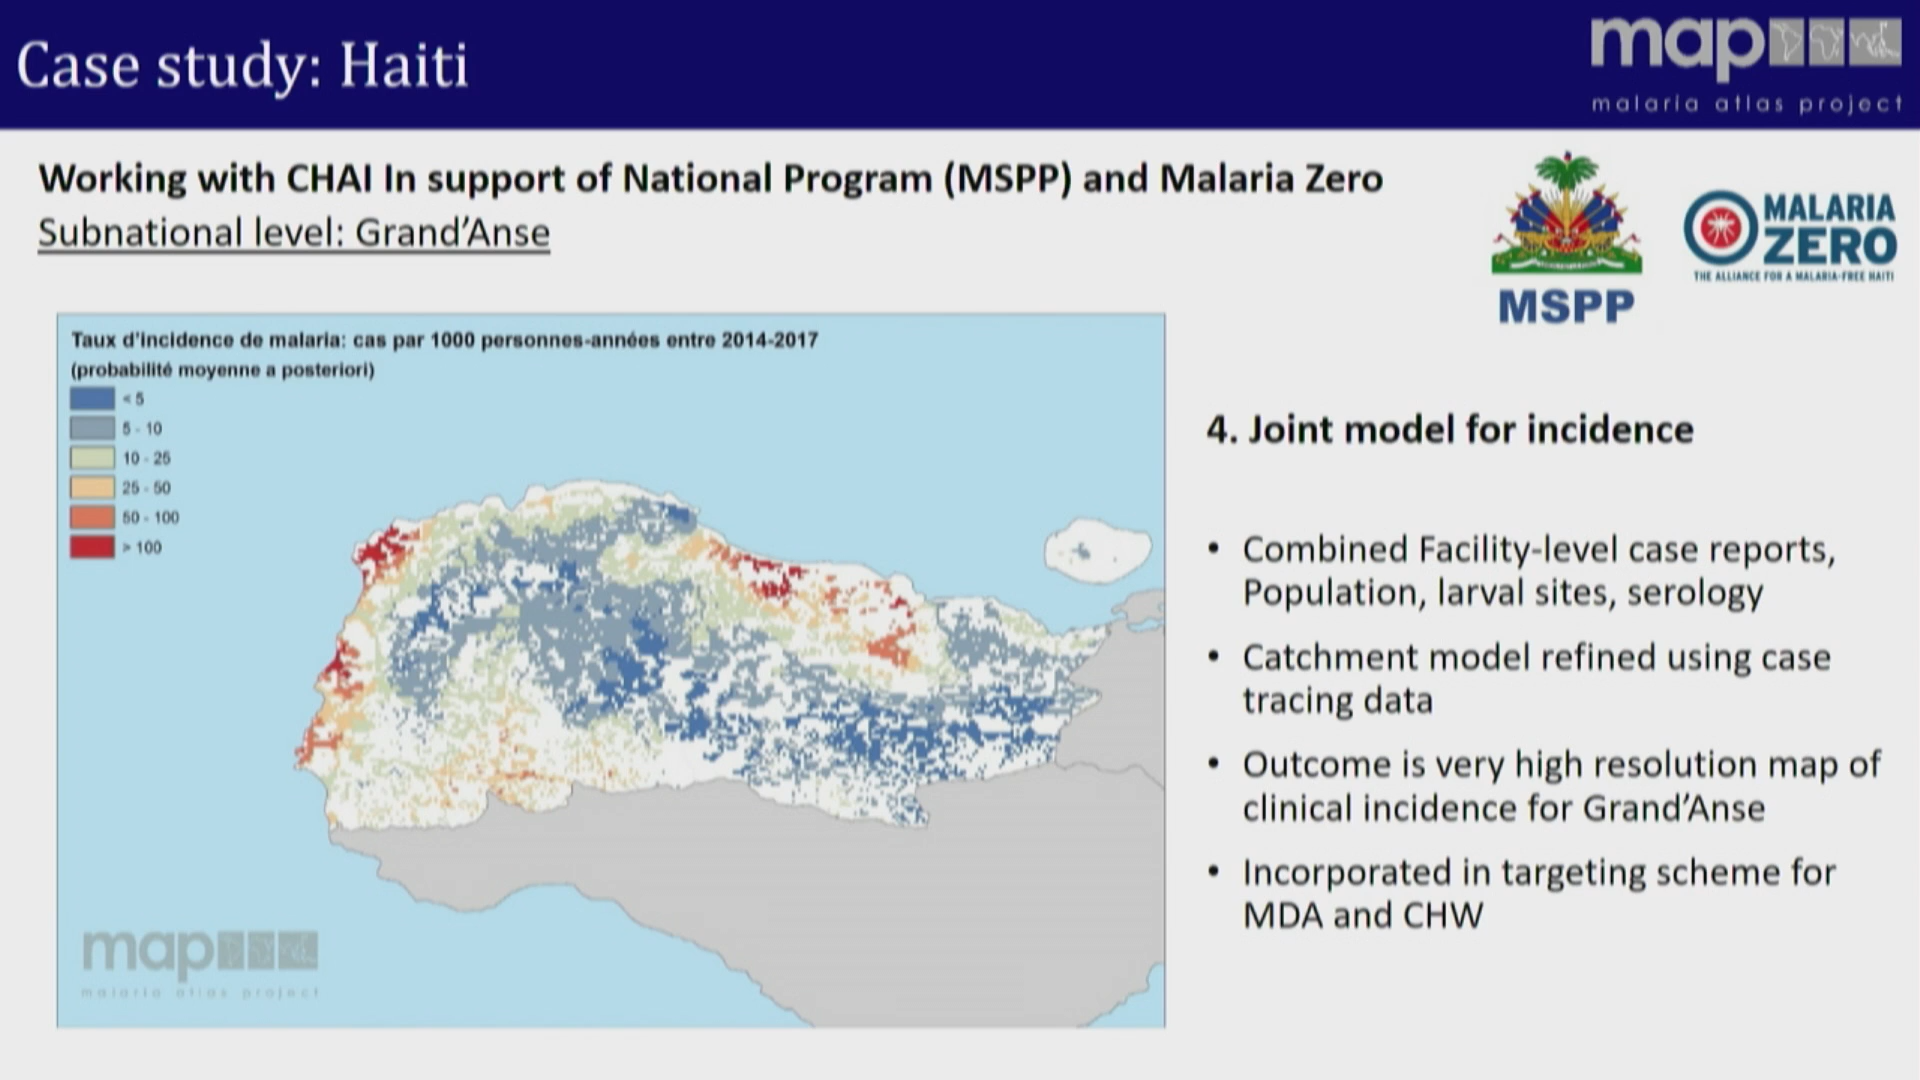 Case study: Haiti
map
malaria atlas project
Working with CHAI In support of National Program (MSPP) and Malaria Zero
Subnational level: Grand'Anse
MSPP
MALARIA
ZERO
THE ALLIANCE FOR A MALARIA-FREE HAITI
Taux d'incidence de malaria: cas par 1000 personnes-années entre 2014-2017
(probabilité moyenne a posteriori)
< 5
5 - 10
10 - 25
25 - 50
50 - 100
> 100
map
malaria atlas project
4. Joint model for incidence
• Combined Facility-level case reports,
Population, larval sites, serology
• Catchment model refined using case
tracing data
• Outcome is very high resolution map of
clinical incidence for Grand'Anse
• Incorporated in targeting scheme for
MDA and CHW